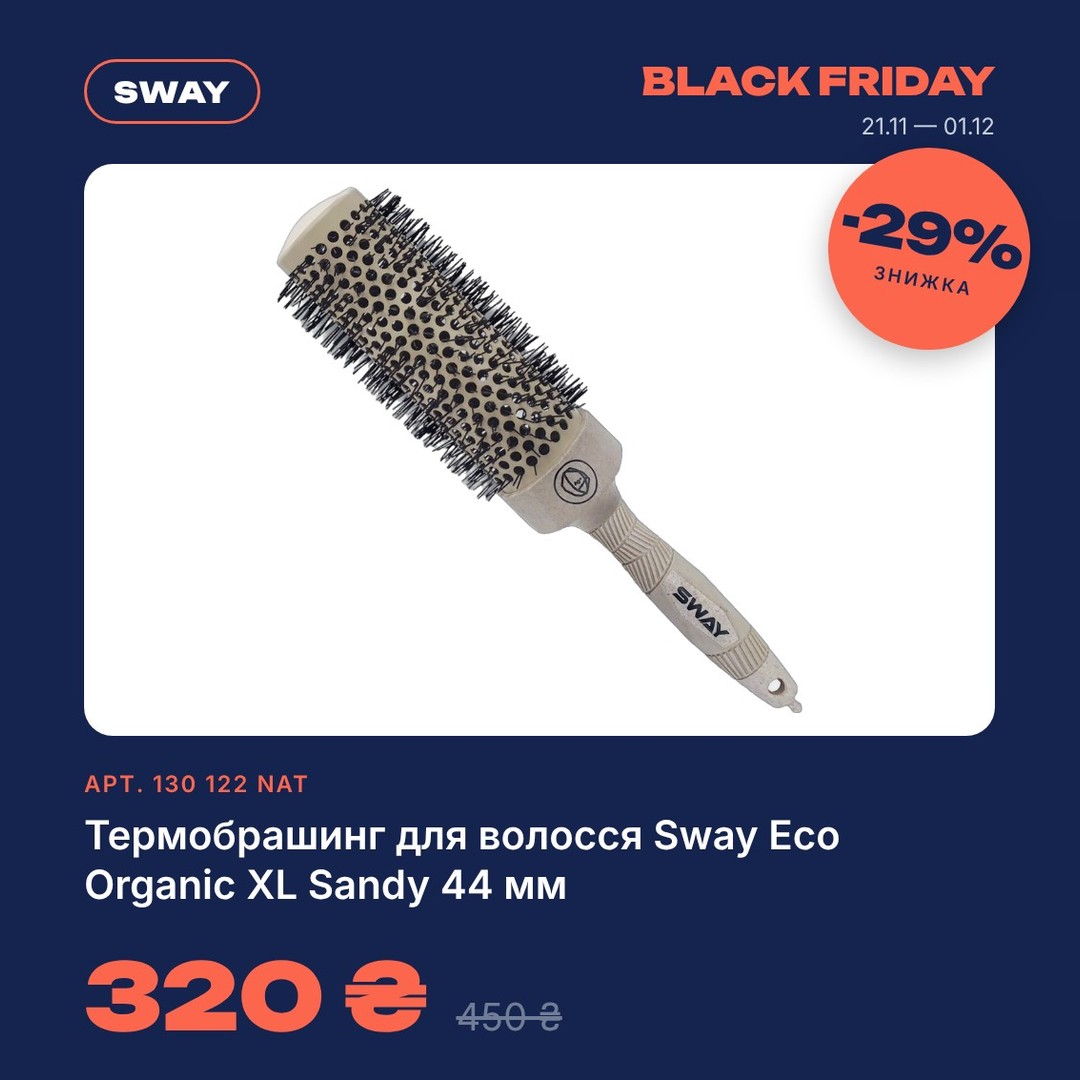 SWAY
BLACK FRIDAY
21.11 — 01.12
-29%
ЗНИЖКА
SWAY
АРТ. 130 122 NAT
Термобрашинг для волосся Sway Eco
Organic XL Sandy 44 мм
320 ₴
450 ₴